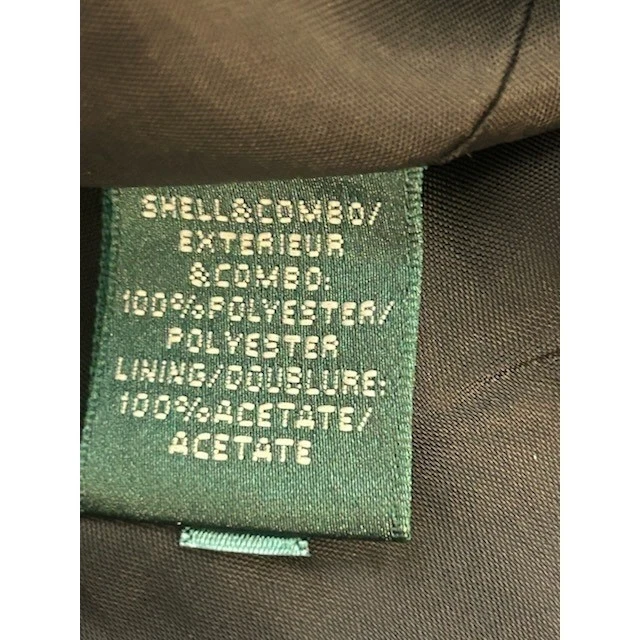 SHELL&COMBO/
EXTERIEUR
&COMBO:
100%POLYESTER/
POLYESTER
LINING/DOUBLURE:
100%ACETATE/
ACETATE